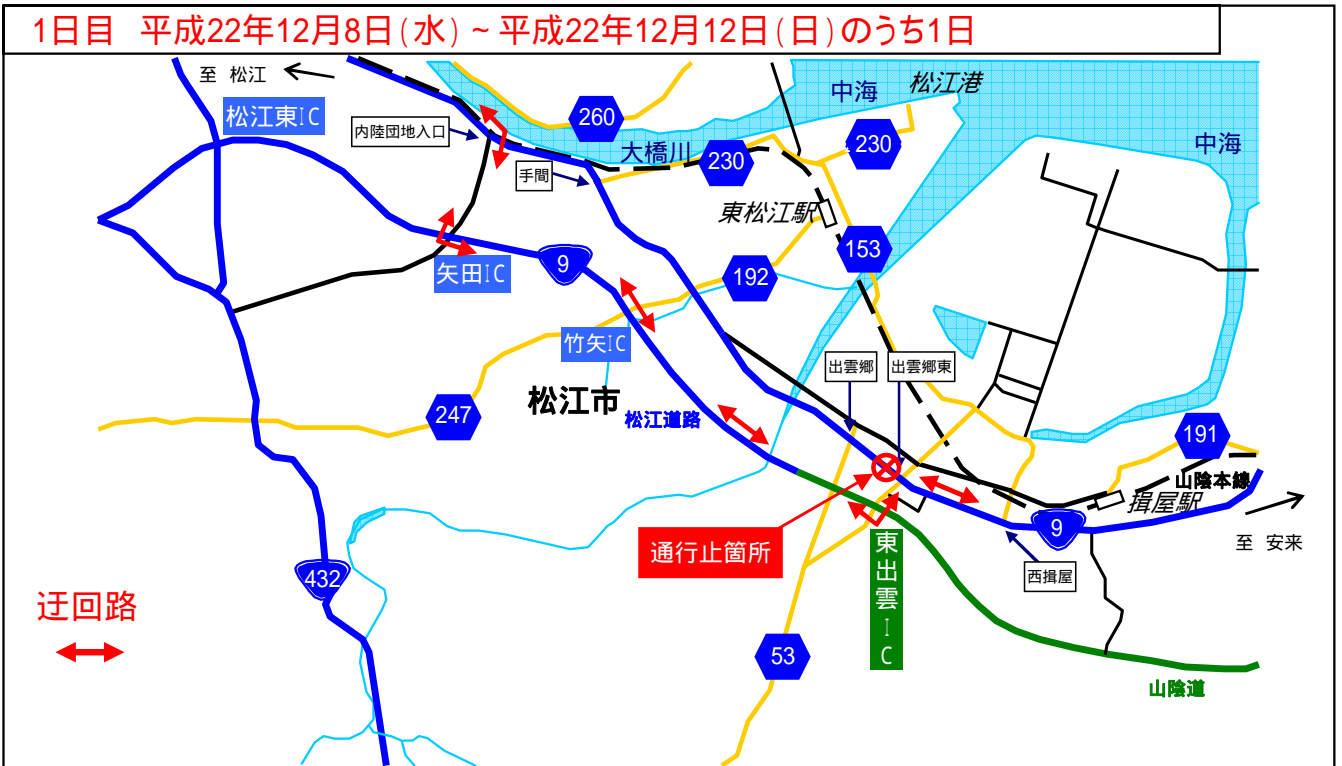 1日目 平成22年12月8日(水)~平成22年12月12日(日)のうち1日
至 松江
松江東IC
内陸団地入口
260
中海
松江港
大橋川
230
230
中海
手間
東松江駅
矢田IC
9
192
153
竹矢IC
出雲郷
出雲郷東
松江市
松江道路
247
191
山陰本線
揖屋駅
通行止箇所
9
至 安来
東出雲IC
西揖屋
432
迂回路
53
山陰道